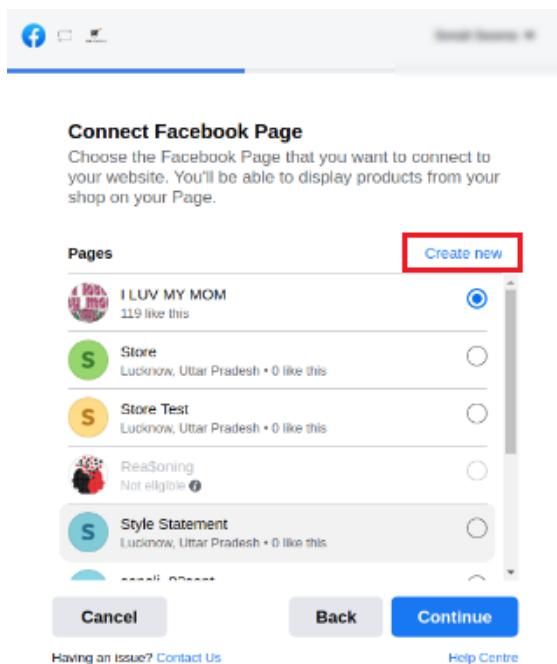 Connect Facebook Page
Choose the Facebook Page that you want to connect to
your website. You'll be able to display products from your
shop on your Page.
Pages
Create new
I LUV MY MOM
119 like this
S
Store
Lucknow, Uttar Pradesh • 0 like this
S
Store Test
Lucknow, Uttar Pradesh • 0 like this
Rea$oning
Not eligible
S
Style Statement
Lucknow, Uttar Pradesh • 0 like this
Cancel
Back
Continue
Having an issue? Contact Us
Help Centre